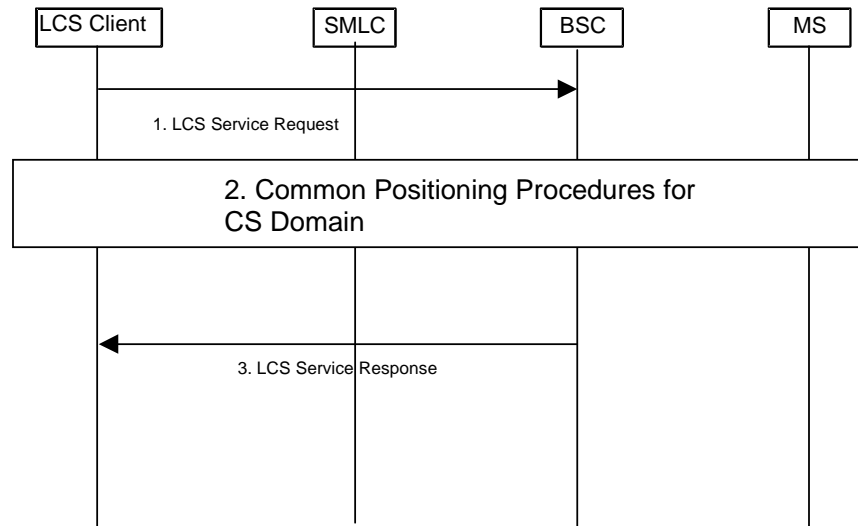 LCS Client
SMLC
BSC
MS
1. LCS Service Request
2. Common Positioning Procedures for
CS Domain
3. LCS Service Response